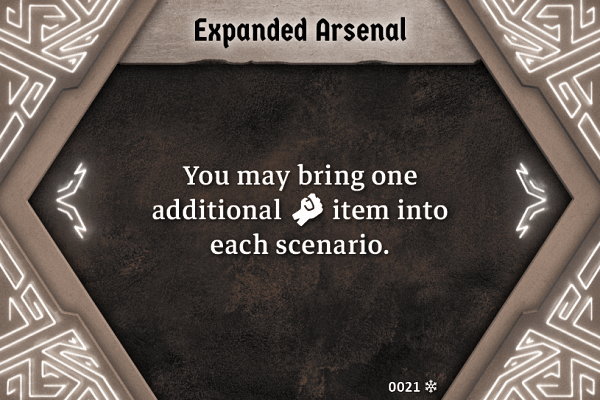 Expanded Arsenal
You may bring one
additional item into
each scenario.
0021